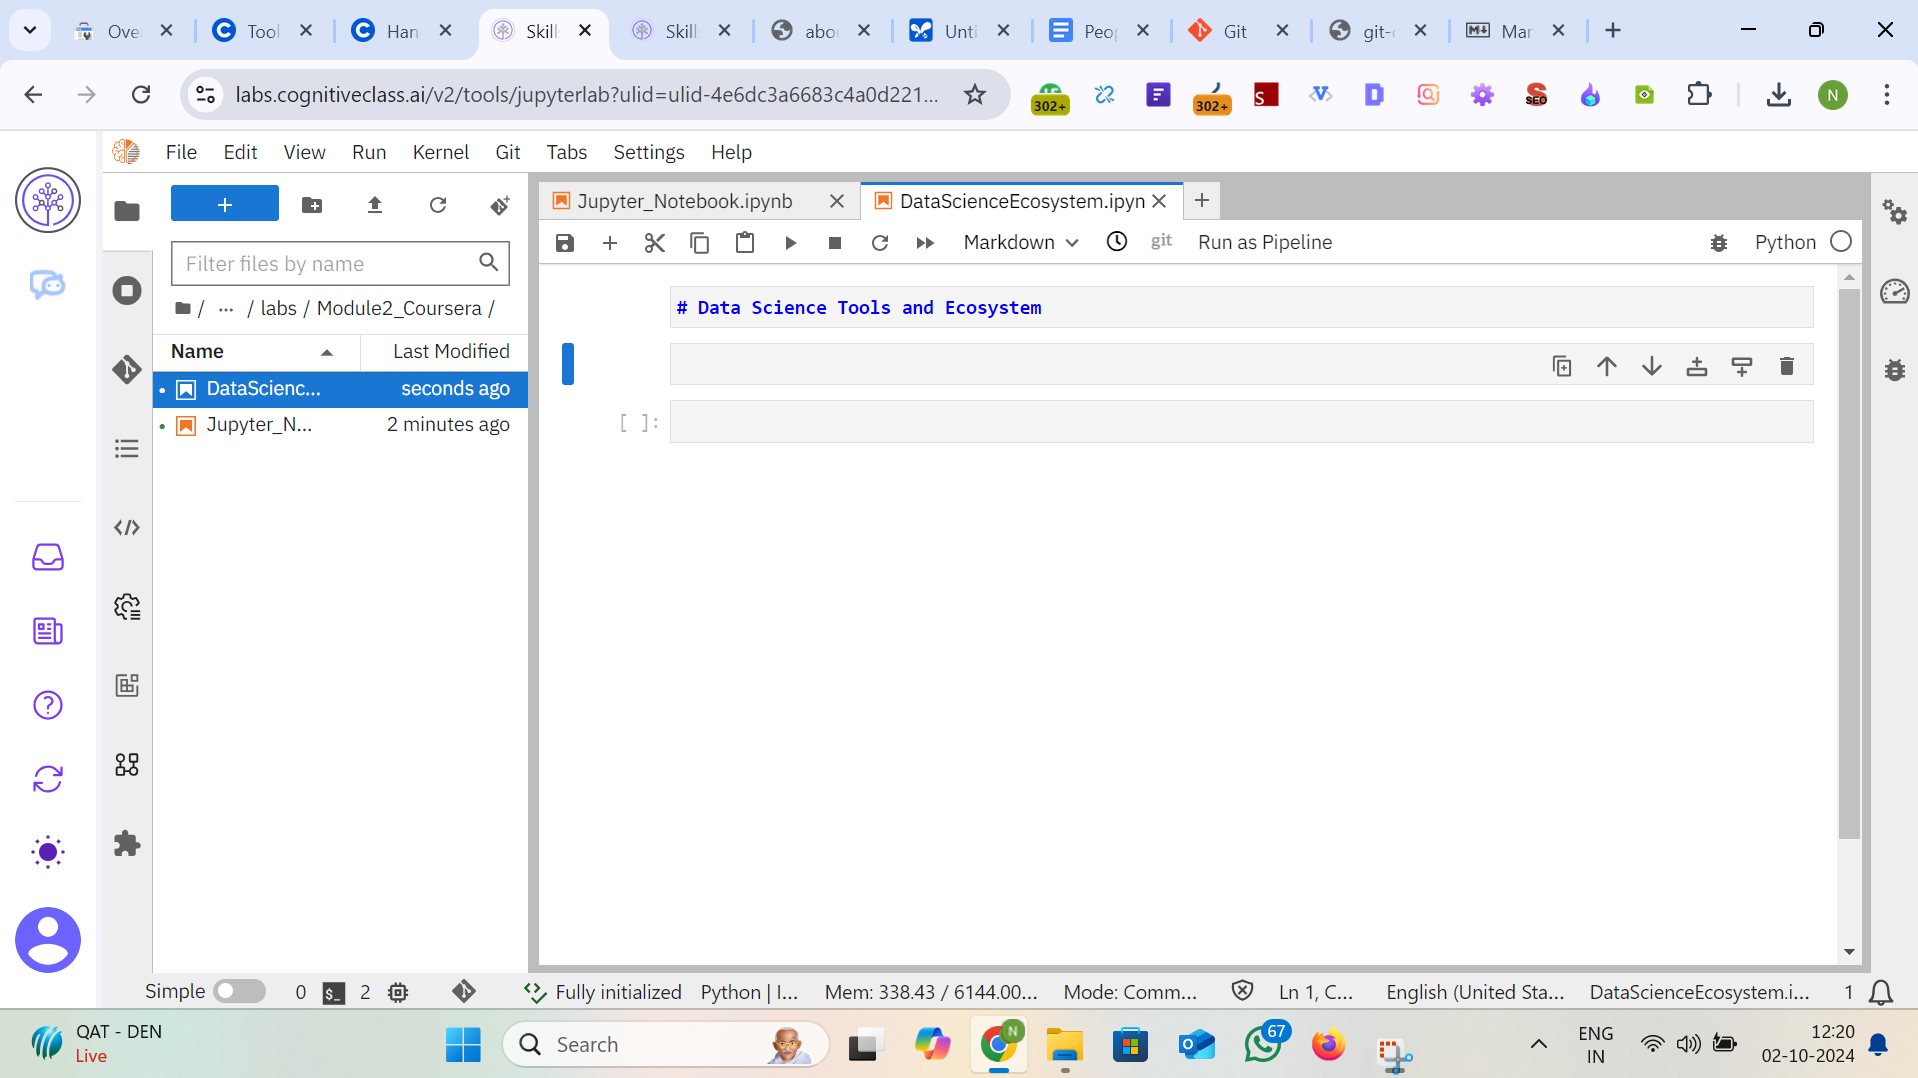 Over
Tool
Han
Skill
Skill
abou
Unti
Peop
Git
git-c
Mar
labs.cognitiveclass.ai/v2/tools/jupyterlab?ulid=ulid-4e6dc3a6683c4a0d221...
302+
302+
S
D
SEO
N
File Edit View Run Kernel Git Tabs Settings Help
Jupyter_Notebook.ipynb
DataScienceEcosystem.ipyn
Markdown
git
Run as Pipeline
Python
Filter files by name
/ ... / labs / Module2_Coursera /
Name Last Modified
DataScienc... seconds ago
Jupyter_N... 2 minutes ago
# Data Science Tools and Ecosystem
[ ]:
Simple 0 $_ 2 Fully initialized Python | I... Mem: 338.43 / 6144.00... Mode: Comm... Ln 1, C... English (United Sta... DataScienceEcosystem.i... 1
QAT - DEN
Live
Search
N
67
ENG
IN
12:20
02-10-2024